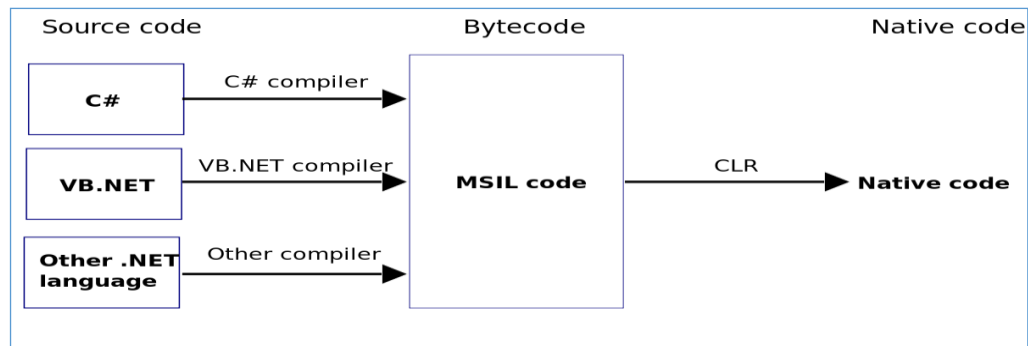 Source code
Bytecode
Native code
C#
C# compiler
VB.NET
VB.NET compiler
MSIL code
CLR
Native code
Other .NET
language
Other compiler